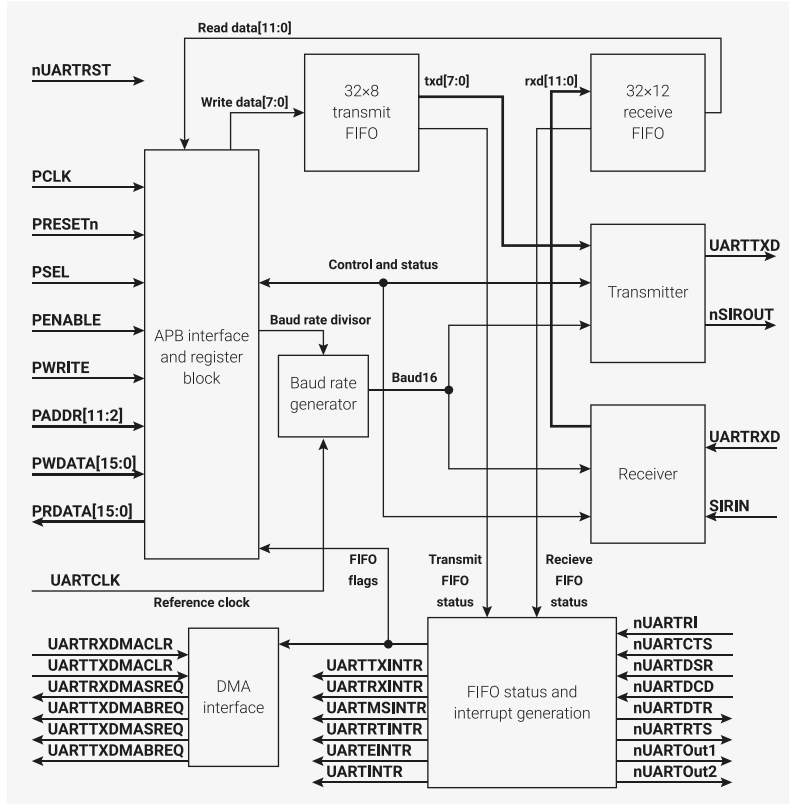 Read data[11:0]
nUARTRST
Write data[7:0]
32×8
transmit
FIFO
txd[7:0]
rxd[11:0]
32×12
receive
FIFO
PCLK
PRESETn
PSEL
PENABLE
PWRITE
PADDR[11:2]
PWDATA[15:0]
PRDATA[15:0]
APB interface
and register
block
Control and status
Baud rate divisor
Baud rate
generator
Baud16
Transmitter
UARTTXD
nSIROUT
Receiver
UARTRXD
SIRIN
UARTCLK
Reference clock
FIFO
flags
Transmit
FIFO
status
Recieve
FIFO
status
UARTRXDMACLR
UARTTXDMACLR
UARTRXDMASREQ
UARTRXDMABREQ
UARTTXDMASREQ
UARTTXDMABREQ
DMA
interface
UARTTXINTR
UARTRXINTR
UARTMSINTR
UARTRTINTR
UARTEINTR
UARTINTR
FIFO status and
interrupt generation
nUARTRI
nUARTCTS
nUARTDSR
nUARTDCD
nUARTDTR
nUARTRTS
nUARTOut1
nUARTOut2